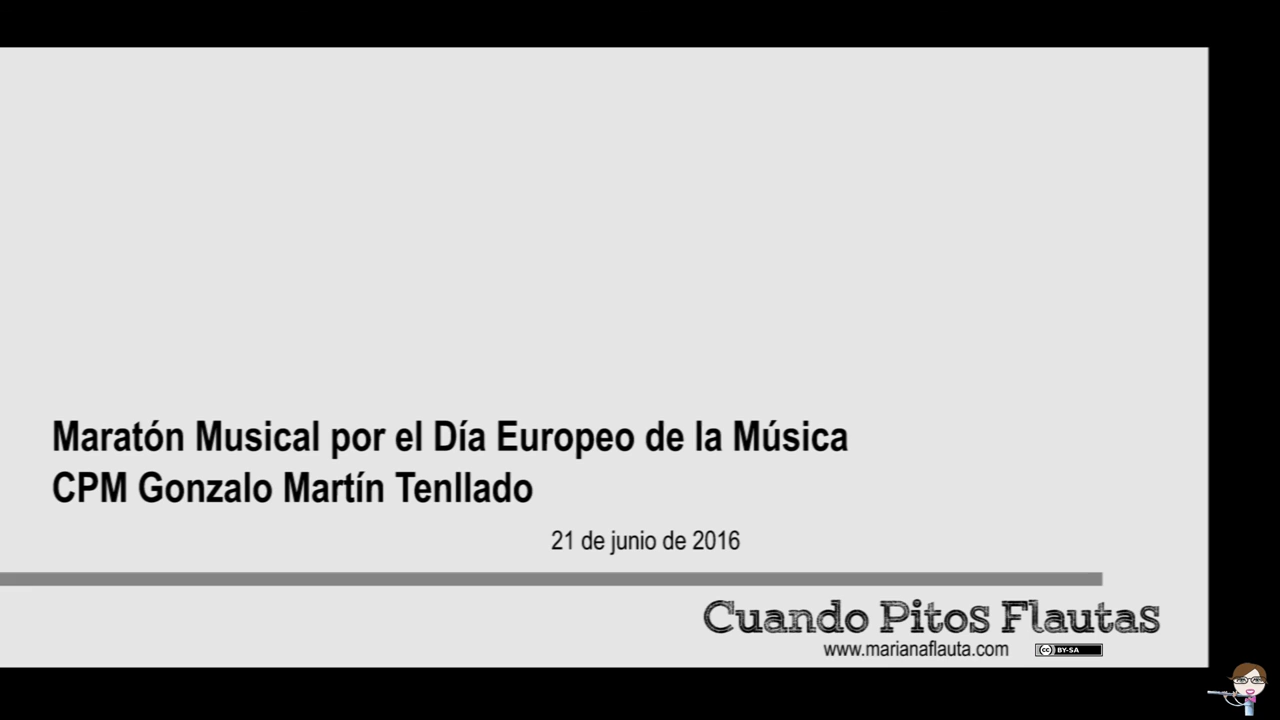 Maratón Musical por el Día Europeo de la Música
CPM Gonzalo Martín Tenllado
21 de junio de 2016
Cuando Pitos Flautas
www.marianaflauta.com
cc BY-SA